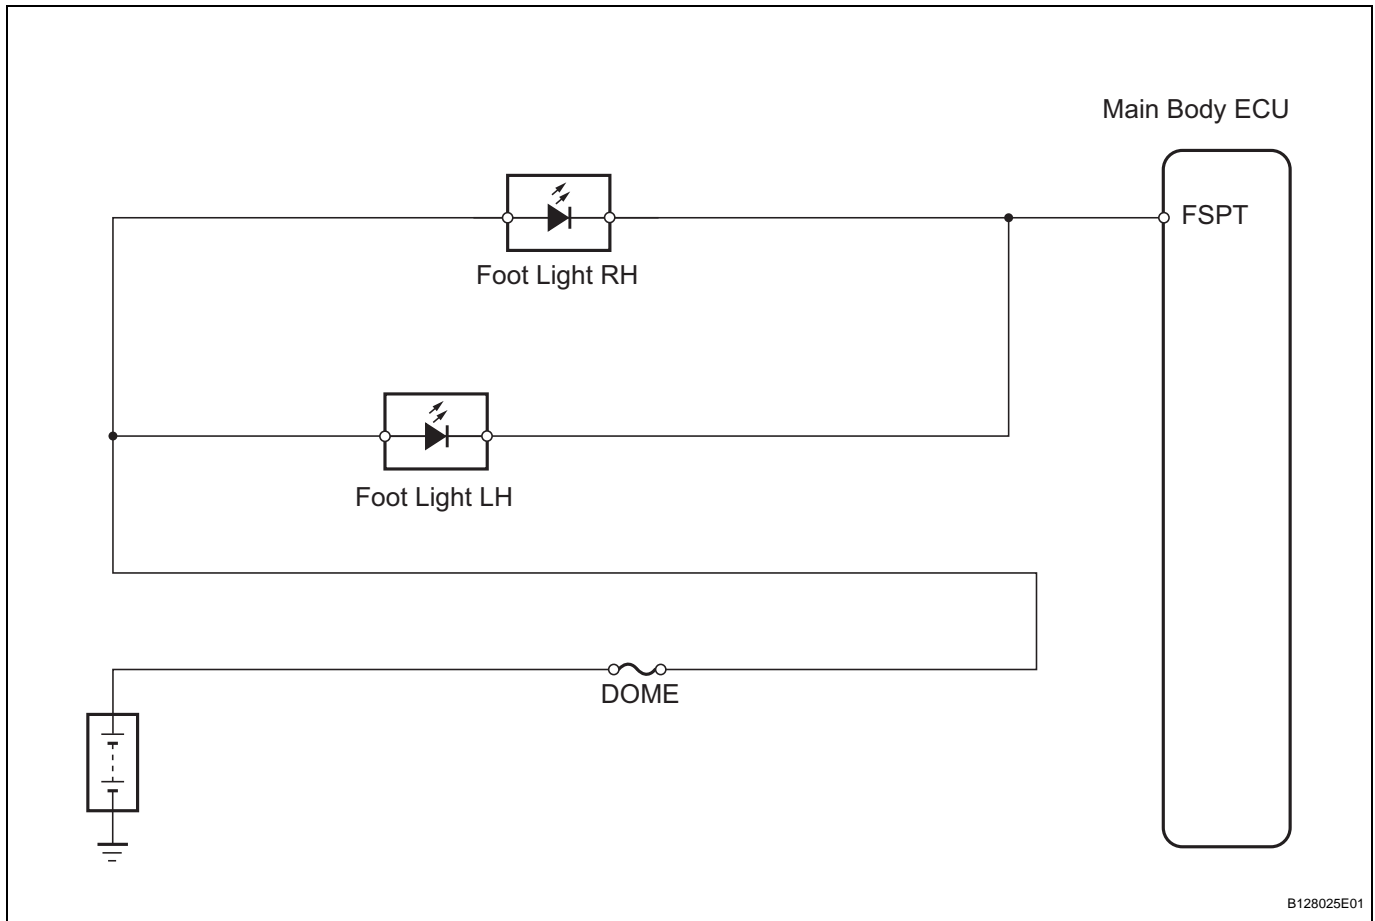 Main Body ECU
FSPT
Foot Light RH
Foot Light LH
DOME
B128025E01